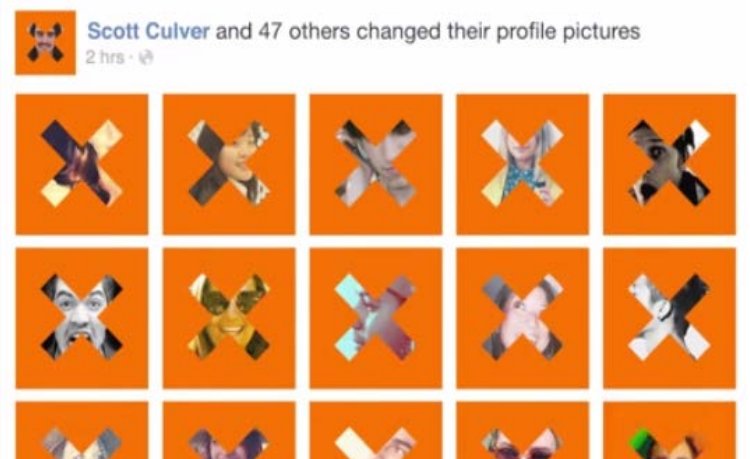 Scott Culver and 47 others changed their profile pictures
2 hrs ·